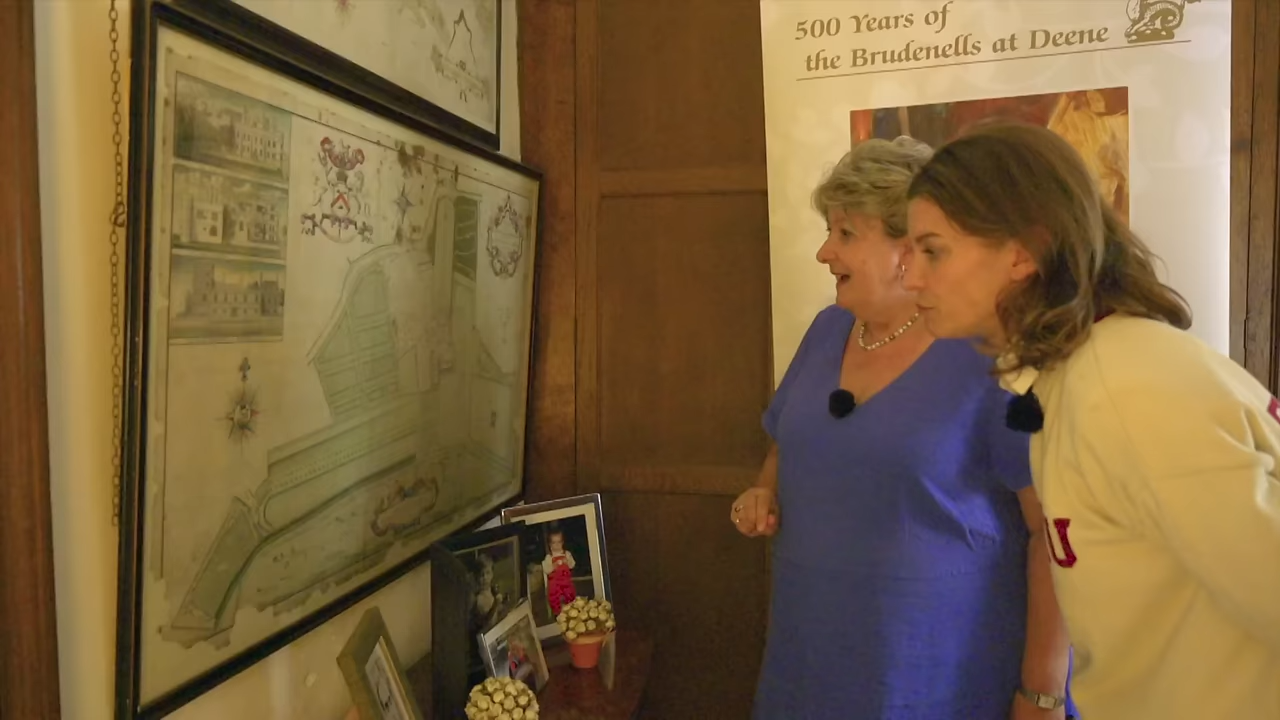 500 Years of
the Brudenells at Deene
U